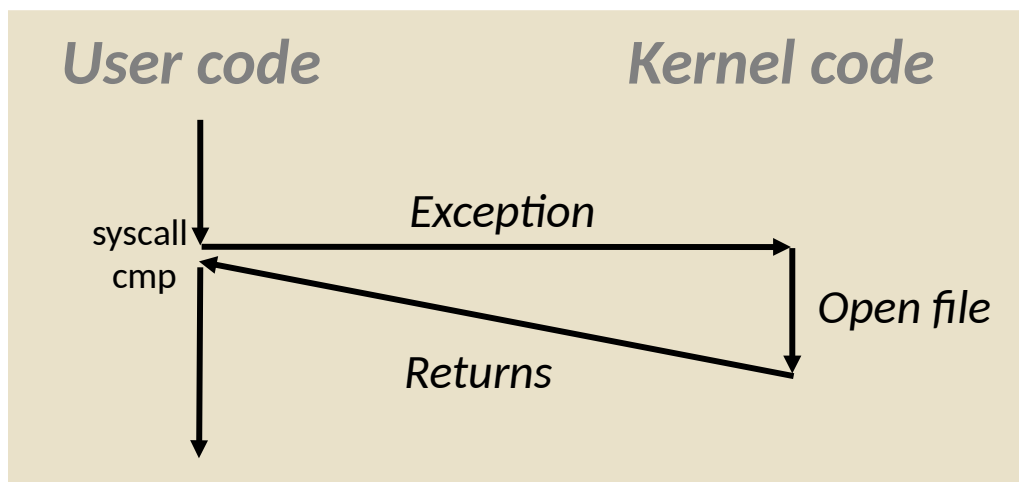 User code
Kernel code
Exception
syscall
cmp
Open file
Returns